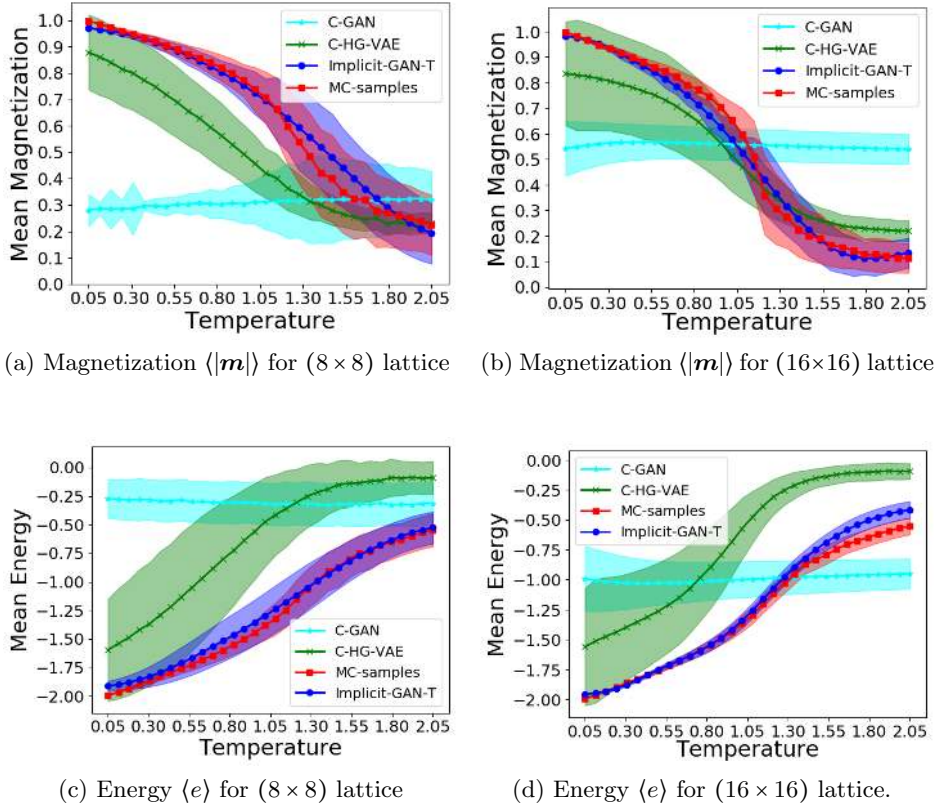 1.0
0.9
0.8
0.7
0.6
0.5
0.4
0.3
0.2
0.1
0.0
Mean Magnetization
C-GAN
C-HG-VAE
Implicit-GAN-T
MC-samples
0.05 0.30 0.55 0.80 1.05 1.30 1.55 1.80 2.05
Temperature
(a) Magnetization ⟨|m|⟩ for (8 × 8) lattice
1.0
0.9
0.8
0.7
0.6
0.5
0.4
0.3
0.2
0.1
0.0
Mean Magnetization
C-GAN
C-HG-VAE
Implicit-GAN-T
MC-samples
0.05 0.30 0.55 0.80 1.05 1.30 1.55 1.80 2.05
Temperature
(b) Magnetization ⟨|m|⟩ for (16×16) lattice
0.00
−0.25
−0.50
−0.75
−1.00
−1.25
−1.50
−1.75
−2.00
Mean Energy
C-GAN
C-HG-VAE
MC-samples
Implicit-GAN-T
0.05 0.30 0.55 0.80 1.05 1.30 1.55 1.80 2.05
Temperature
(c) Energy ⟨e⟩ for (8 × 8) lattice
0.00
−0.25
−0.50
−0.75
−1.00
−1.25
−1.50
−1.75
−2.00
Mean Energy
C-GAN
C-HG-VAE
MC-samples
Implicit-GAN-T
0.05 0.30 0.55 0.80 1.05 1.30 1.55 1.80 2.05
Temperature
(d) Energy ⟨e⟩ for (16 × 16) lattice.